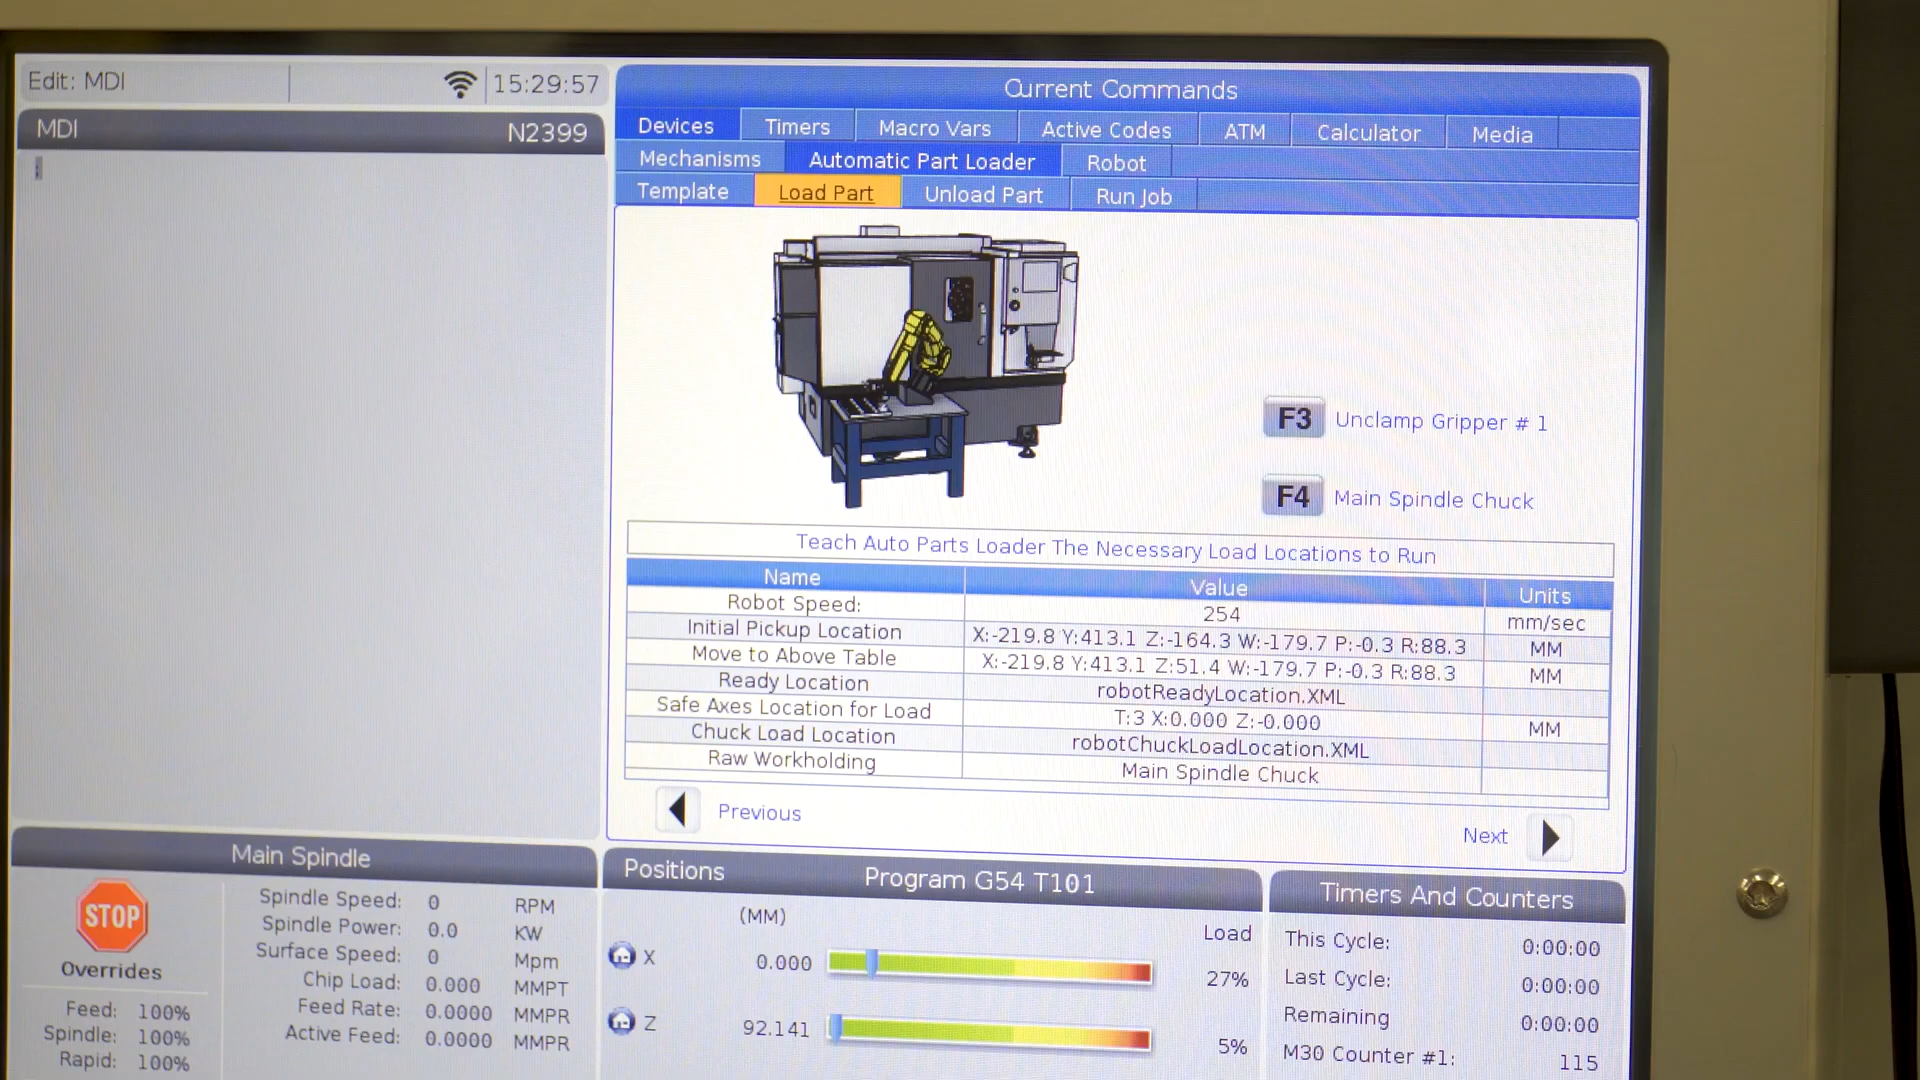 Edit: MDI
15:29:57
MDI
N2399
Current Commands
Devices Timers Macro Vars Active Codes ATM Calculator Media
Mechanisms Automatic Part Loader Robot
Template Load Part Unload Part Run Job
F3 Unclamp Gripper # 1
F4 Main Spindle Chuck
Teach Auto Parts Loader The Necessary Load Locations to Run
Name Value Units
Robot Speed: 254 mm/sec
Initial Pickup Location X:-219.8 Y:413.1 Z:-164.3 W:-179.7 P:-0.3 R:88.3 MM
Move to Above Table X:-219.8 Y:413.1 Z:51.4 W:-179.7 P:-0.3 R:88.3 MM
Ready Location robotReadyLocation.XML
Safe Axes Location for Load T:3 X:0.000 Z:-0.000 MM
Chuck Load Location robotChuckLoadLocation.XML
Raw Workholding Main Spindle Chuck
Previous
Next
Main Spindle
STOP
Overrides
Feed: 100%
Spindle: 100%
Rapid: 100%
Spindle Speed: 0 RPM
Spindle Power: 0.0 KW
Surface Speed: 0 Mpm
Chip Load: 0.000 MMPT
Feed Rate: 0.0000 MMPR
Active Feed: 0.0000 MMPR
Positions Program G54 T101
(MM)
Load
X 0.000 27%
Z 92.141 5%
Timers And Counters
This Cycle: 0:00:00
Last Cycle: 0:00:00
Remaining 0:00:00
M30 Counter #1: 115